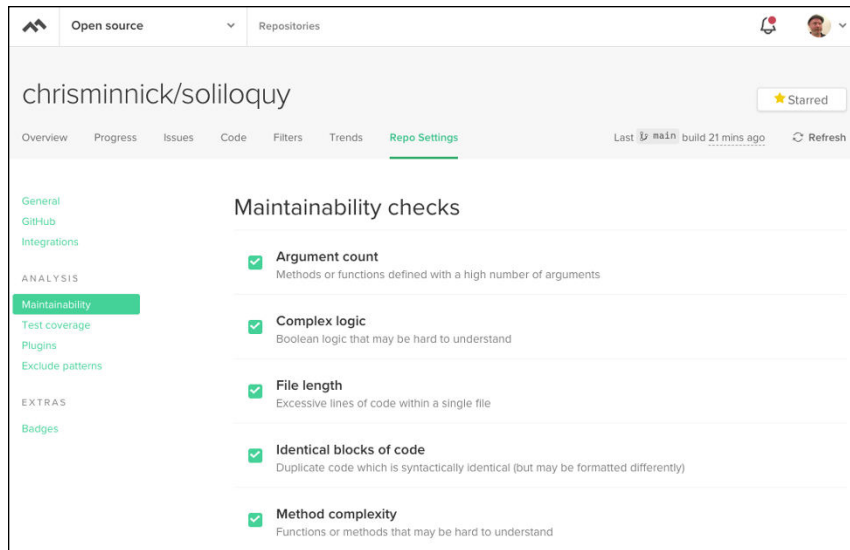 Open source
Repositories
chrisminnick/soliloquy
Starred
Overview Progress Issues Code Filters Trends Repo Settings
Last main build 21 mins ago Refresh
General
GitHub
Integrations
ANALYSIS
Maintainability
Test coverage
Plugins
Exclude patterns
EXTRAS
Badges
Maintainability checks
Argument count
Methods or functions defined with a high number of arguments
Complex logic
Boolean logic that may be hard to understand
File length
Excessive lines of code within a single file
Identical blocks of code
Duplicate code which is syntactically identical (but may be formatted differently)
Method complexity
Functions or methods that may be hard to understand